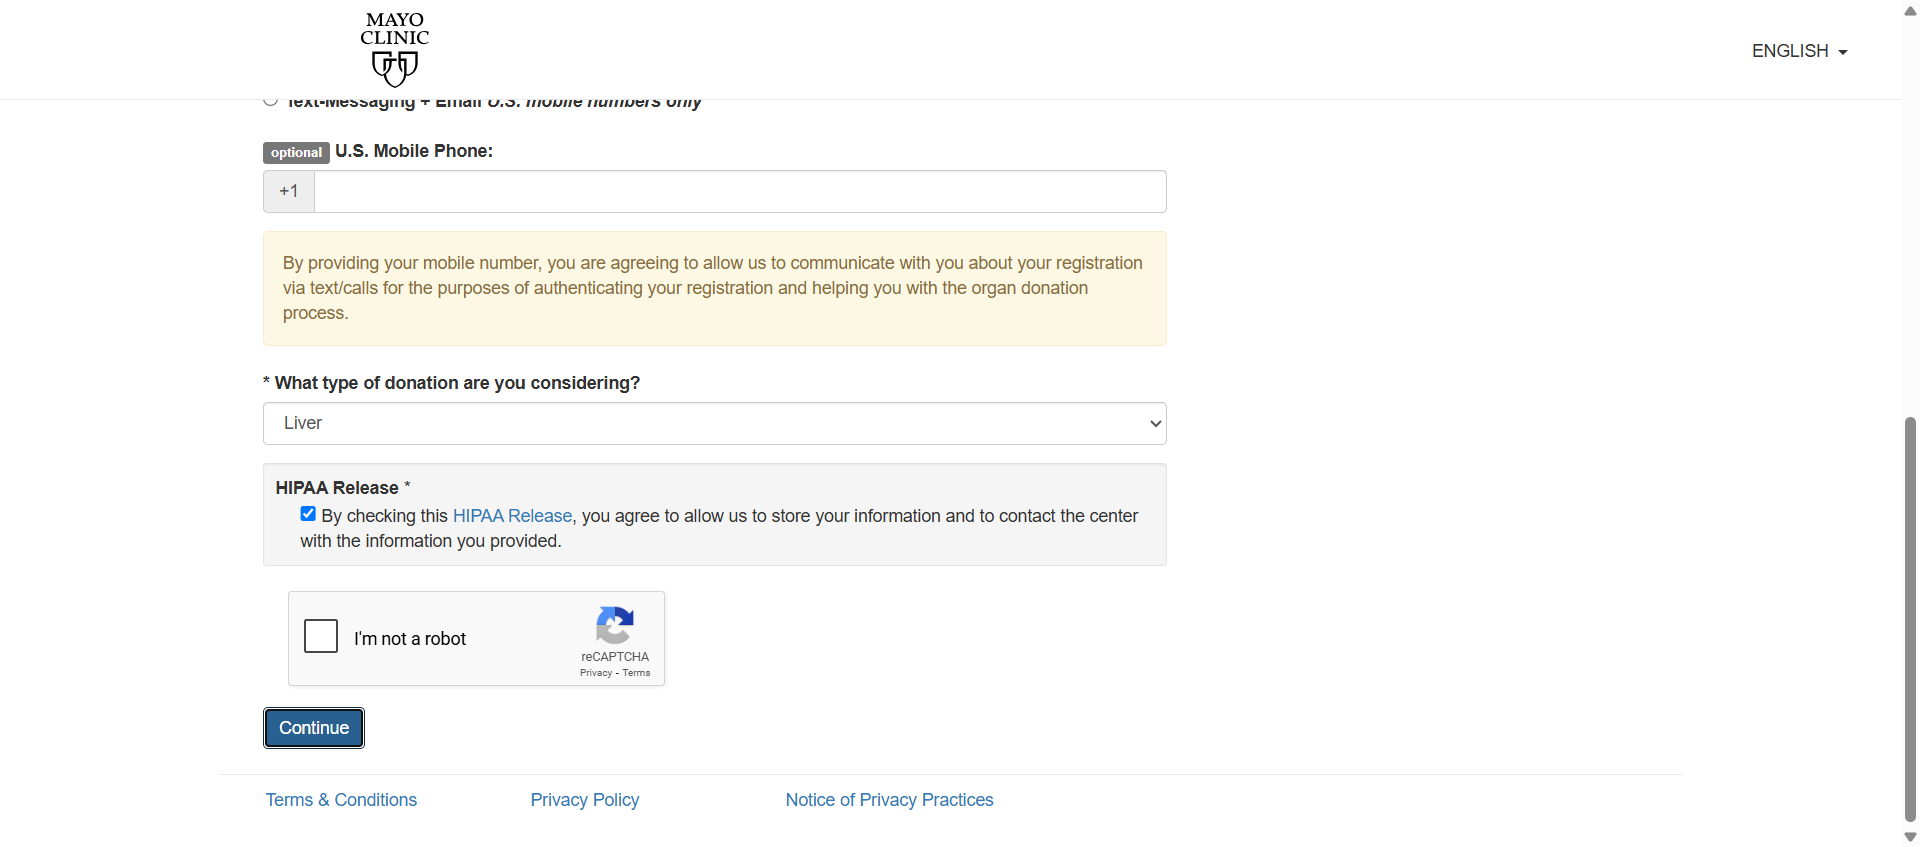 MAYO
CLINIC
ENGLISH
Text-Messaging + Email U.S. mobile numbers only
optional U.S. Mobile Phone:
+1
By providing your mobile number, you are agreeing to allow us to communicate with you about your registration
via text/calls for the purposes of authenticating your registration and helping you with the organ donation
process.
* What type of donation are you considering?
Liver
HIPAA Release *
By checking this HIPAA Release, you agree to allow us to store your information and to contact the center
with the information you provided.
I'm not a robot
reCAPTCHA
Privacy - Terms
Continue
Terms & Conditions
Privacy Policy
Notice of Privacy Practices